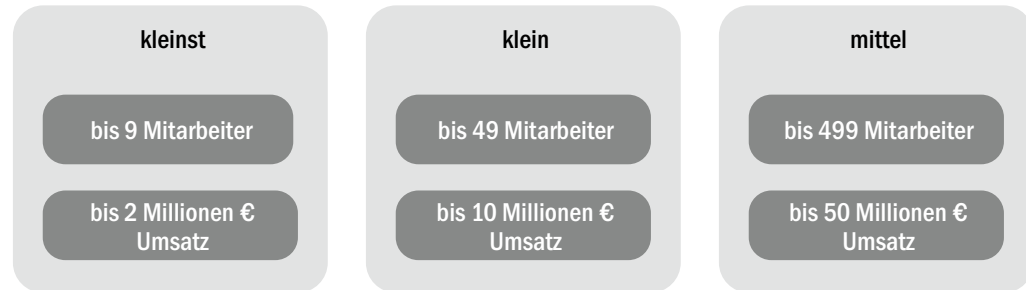 kleinst
bis 9 Mitarbeiter
bis 2 Millionen €
Umsatz
klein
bis 49 Mitarbeiter
bis 10 Millionen €
Umsatz
mittel
bis 499 Mitarbeiter
bis 50 Millionen €
Umsatz